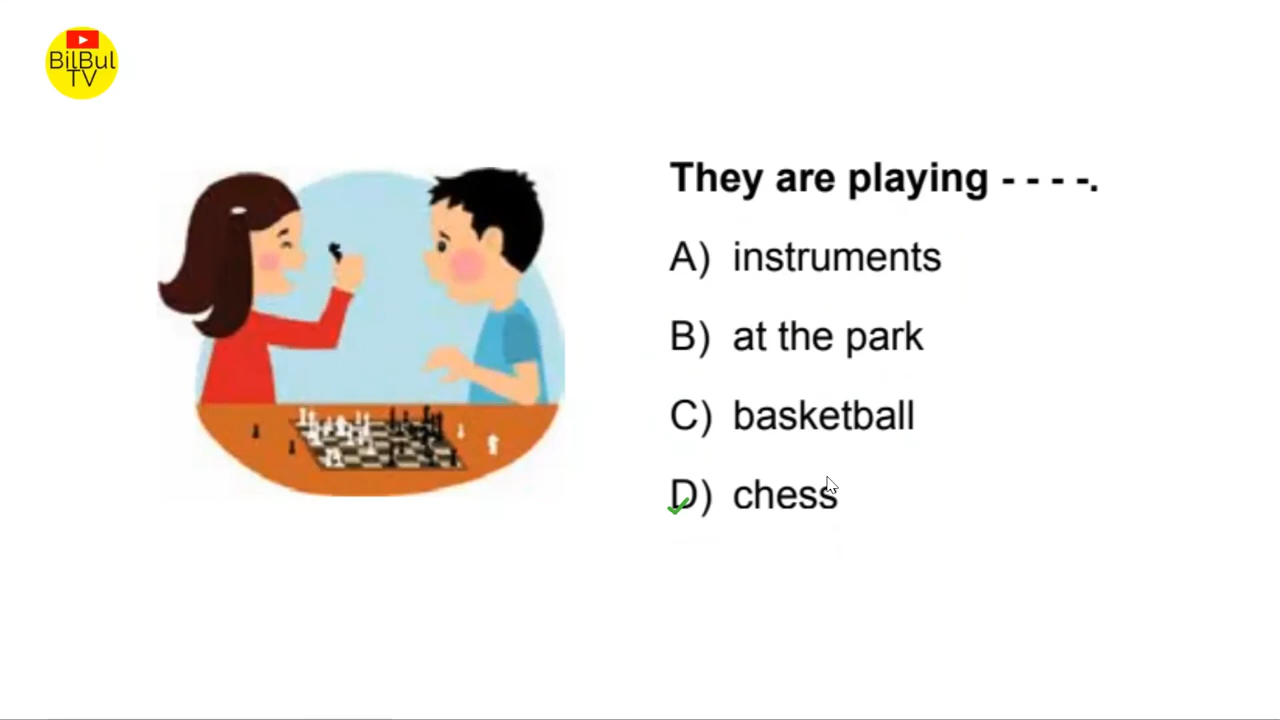 BilBul
TV
They are playing - - - -.
A) instruments
B) at the park
C) basketball
D) chess